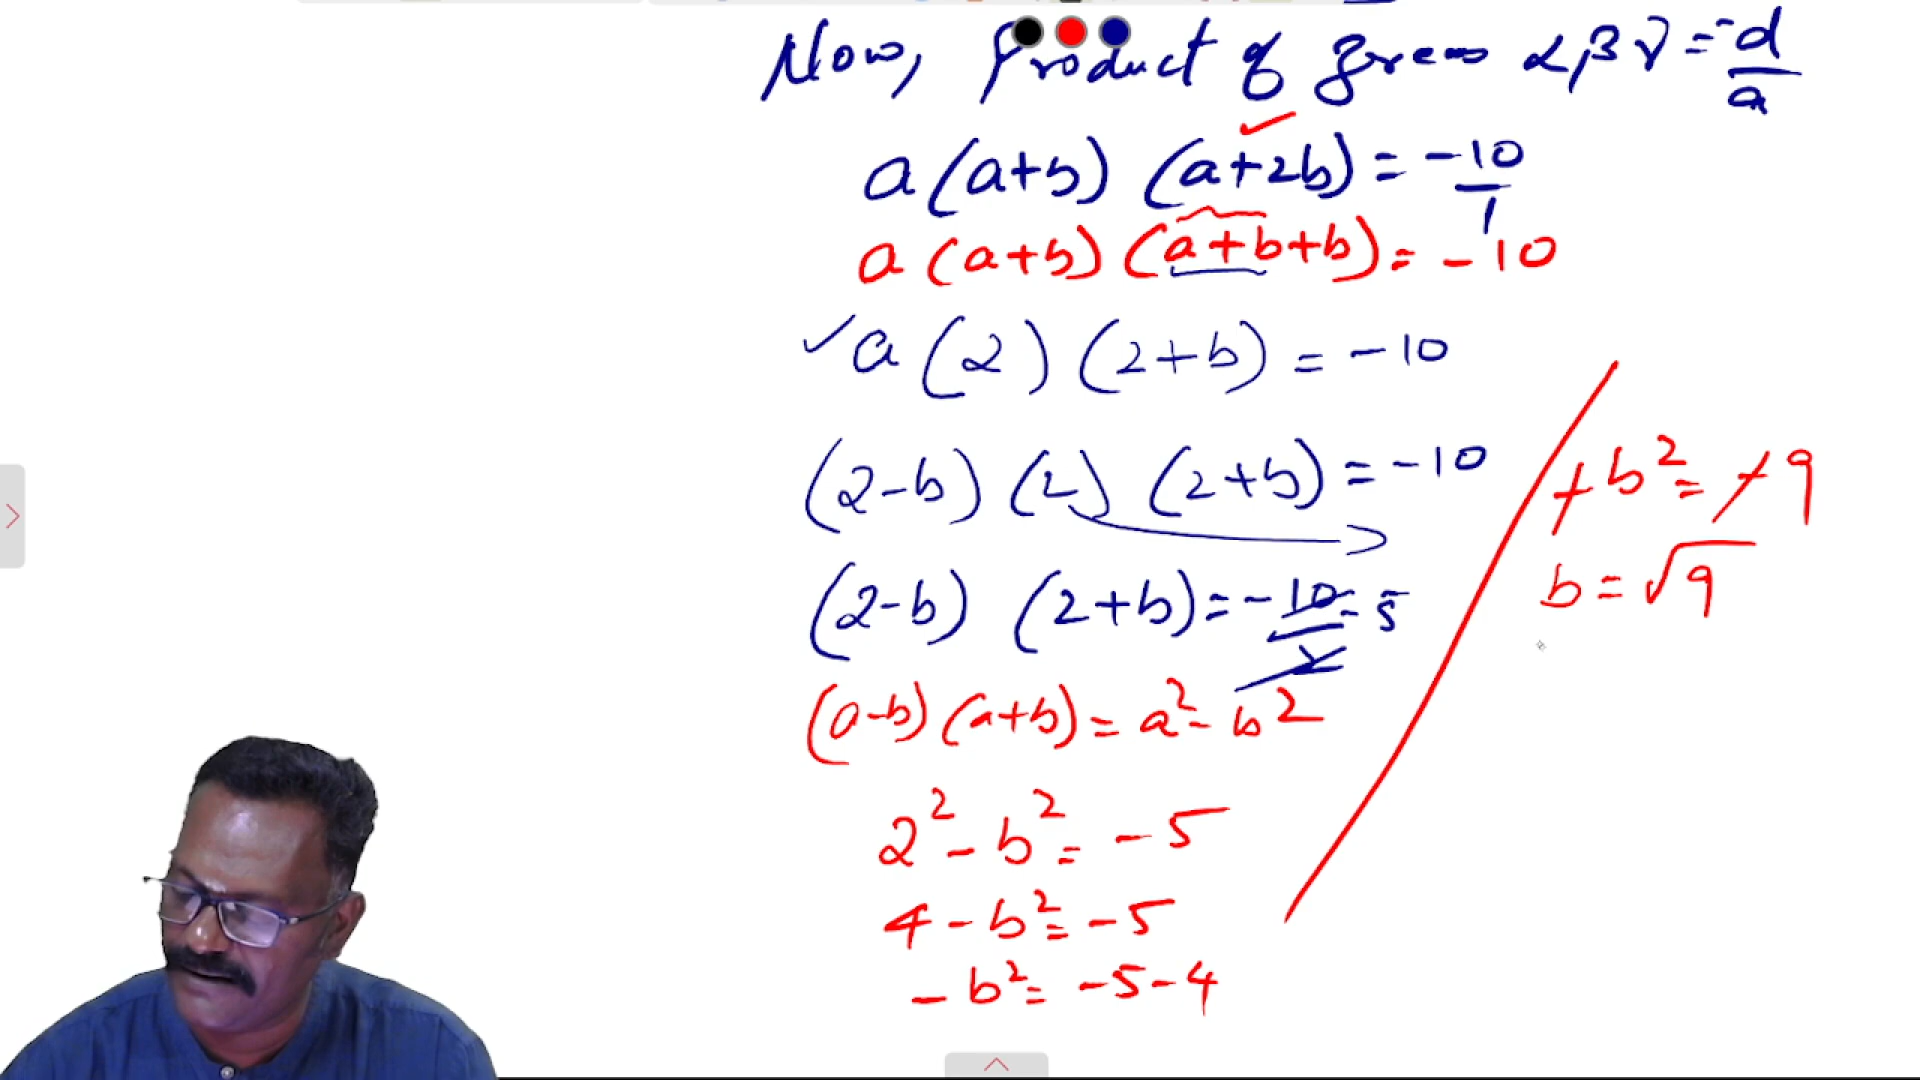 Now, Product of zeroes αβγ = -d/a
a(a+b) (a+2b) = -10/1
a(a+b) (a+b+b) = -10
✓a(2) (2+b) = -10
(2-b) (2) (2+b) = -10
(2-b) (2+b) = -10/2 = 5
(a-b) (a+b) = a²-b²
2²-b² = -5
4-b² = -5
-b² = -5-4
+b² = +9
b = √9